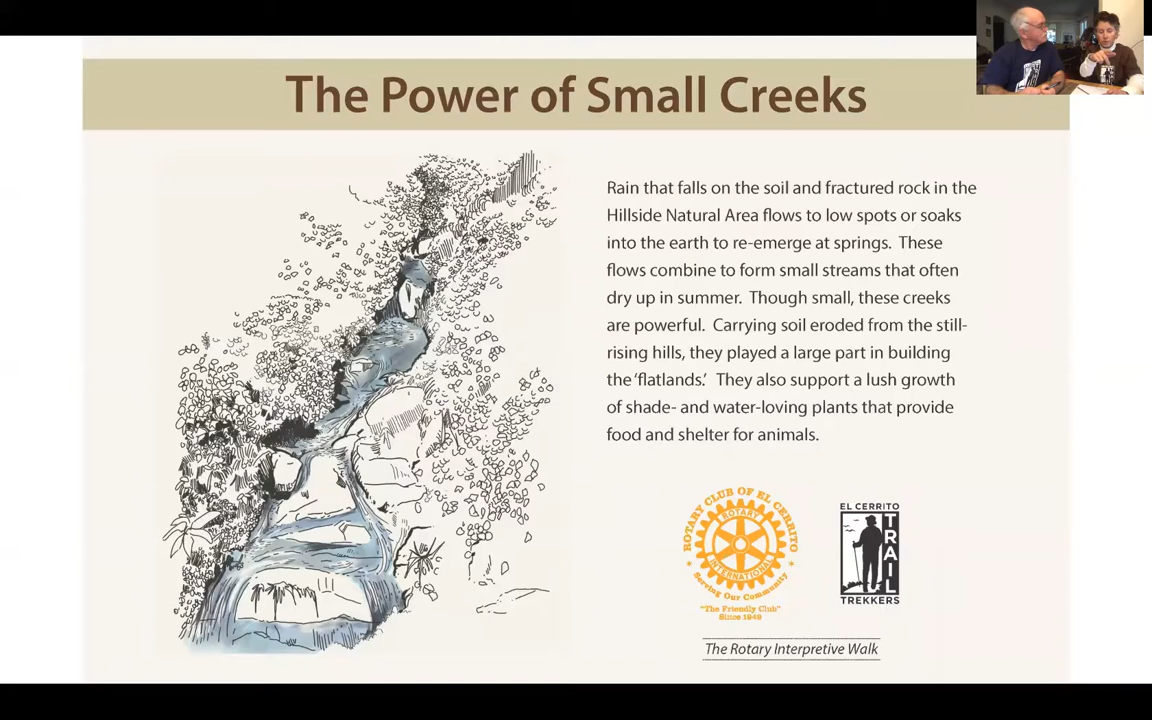 The Power of Small Creeks
Rain that falls on the soil and fractured rock in the
Hillside Natural Area flows to low spots or soaks
into the earth to re-emerge at springs.  These
flows combine to form small streams that often
dry up in summer.  Though small, these creeks
are powerful.  Carrying soil eroded from the still-
rising hills, they played a large part in building
the ‘flatlands.’  They also support a lush growth
of shade- and water-loving plants that provide
food and shelter for animals.
ROTARY CLUB OF EL CERRITO
ROTARY
INTERNATIONAL
Serving Our Community
"The Friendly Club"
Since 1949
EL CERRITO
TRAIL
TREKKERS
The Rotary Interpretive Walk